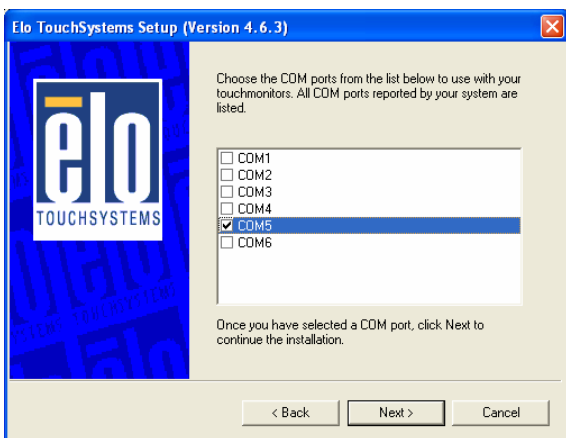 Elo TouchSystems Setup (Version 4.6.3)
elo
TOUCHSYSTEMS
Choose the COM ports from the list below to use with your
touchmonitors. All COM ports reported by your system are
listed.
COM1
COM2
COM3
COM4
COM5
COM6
Once you have selected a COM port, click Next to
continue the installation.
< Back
Next >
Cancel